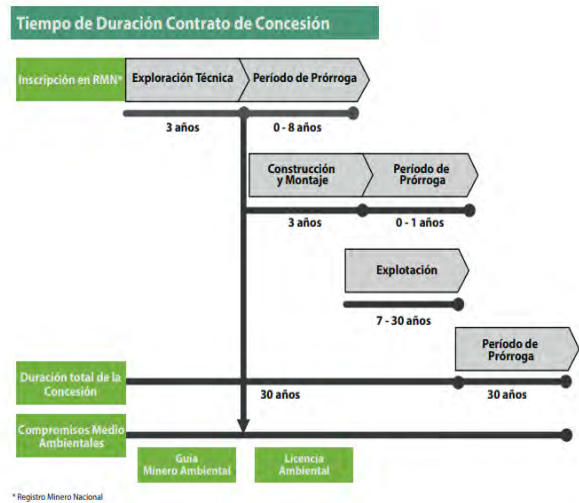 Tiempo de Duración Contrato de Concesión
Inscripción en RMN*
Exploración Técnica
Período de Prórroga
3 años
0 - 8 años
Construcción
y Montaje
Período de
Prórroga
3 años
0 - 1 años
Explotación
7 - 30 años
Período de
Prórroga
Duración total de la
Concesión
30 años
30 años
Compromisos Medio
Ambientales
Guía
Minero Ambiental
Licencia
Ambiental
* Registro Minero Nacional